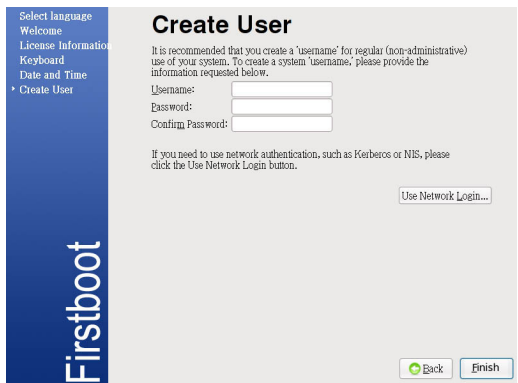 Select language
Welcome
License Information
Keyboard
Date and Time
Create User
Firstboot
Create User
It is recommended that you create a 'username' for regular (non-administrative)
use of your system. To create a system 'username,' please provide the
information requested below.
Username:
Password:
Confirm Password:
If you need to use network authentication, such as Kerberos or NIS, please
click the Use Network Login button.
Use Network Login...
Back
Finish